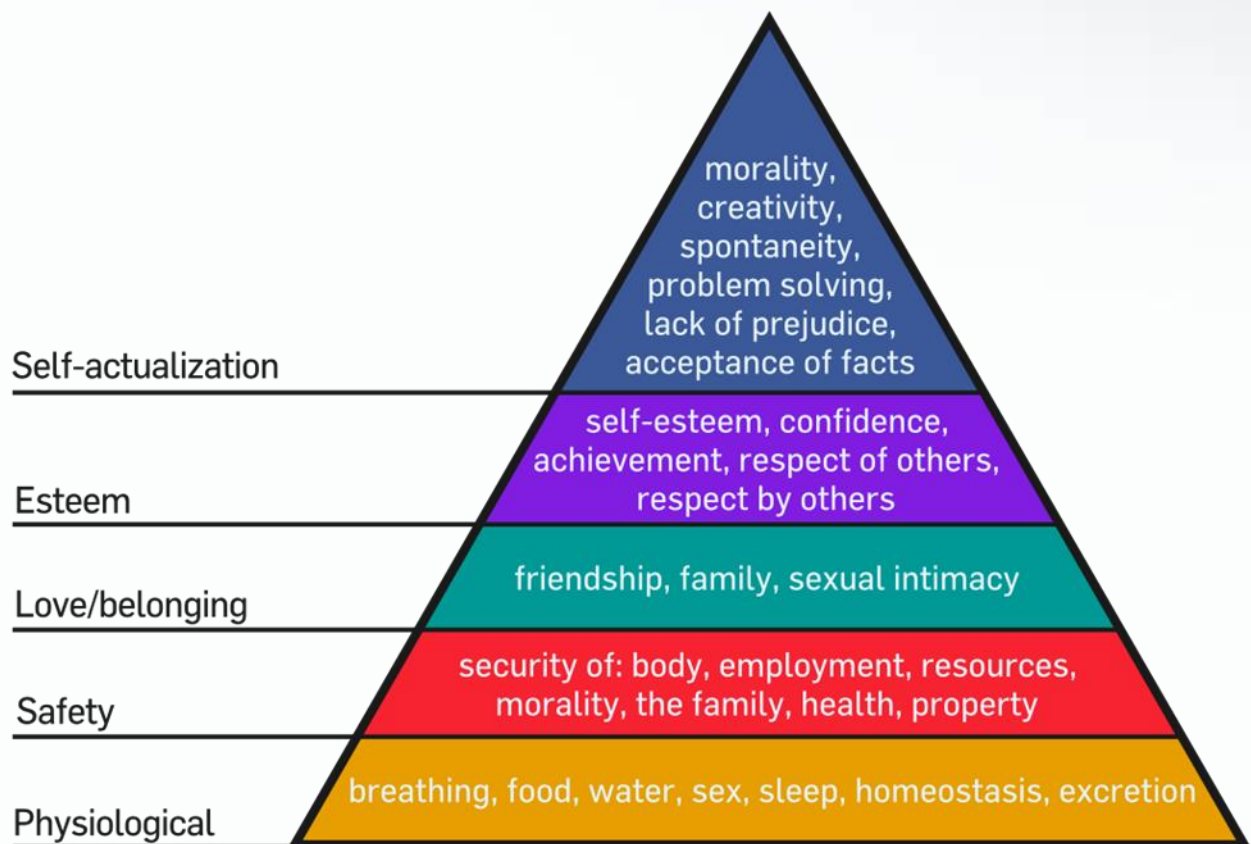 morality,
creativity,
spontaneity,
problem solving,
lack of prejudice,
acceptance of facts
Self-actualization
self-esteem, confidence,
achievement, respect of others,
respect by others
Esteem
friendship, family, sexual intimacy
Love/belonging
security of: body, employment, resources,
morality, the family, health, property
Safety
breathing, food, water, sex, sleep, homeostasis, excretion
Physiological